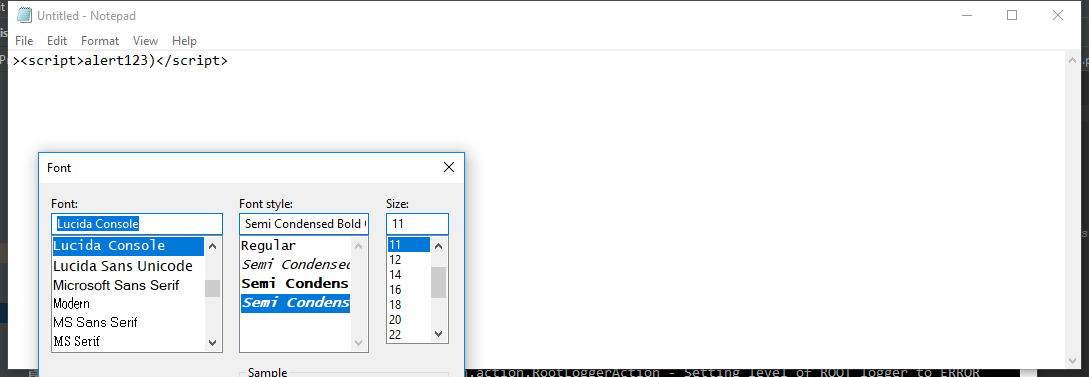 Untitled - Notepad
File Edit Format View Help
><script>alert123)</script>
Font
Font: Font style: Size:
Lucida Console Semi Condensed Bold 11
Lucida Console Regular 11
Lucida Sans Unicode Semi Condensed 12
Microsoft Sans Serif Semi Condens 14
Modern Semi Condens 16
MS Sans Serif 18
MS Serif 20
22
Sample
.action.RootLoggerAction - Setting level of ROOT logger to ERROR